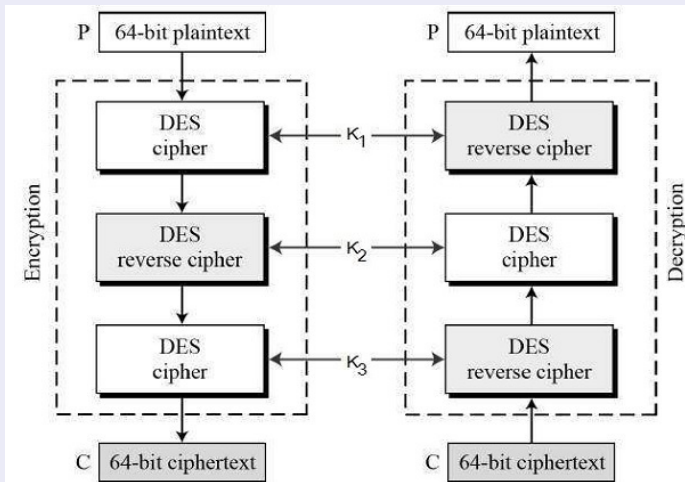 P 64-bit plaintext
P 64-bit plaintext
Encryption
DES
cipher
K1
DES
reverse cipher
DES
reverse cipher
K2
DES
cipher
DES
cipher
K3
DES
reverse cipher
Decryption
C 64-bit ciphertext
C 64-bit ciphertext